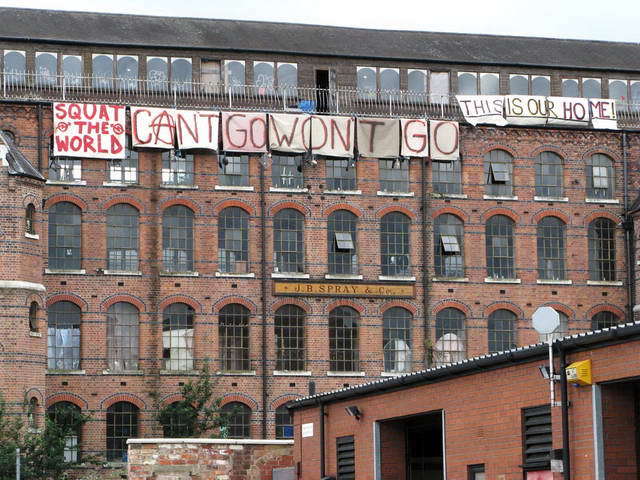 SQUAT
THE
WORLD
CANT GO WONT GO
THIS IS OUR HOME!
J.B. SPRAY & Co.